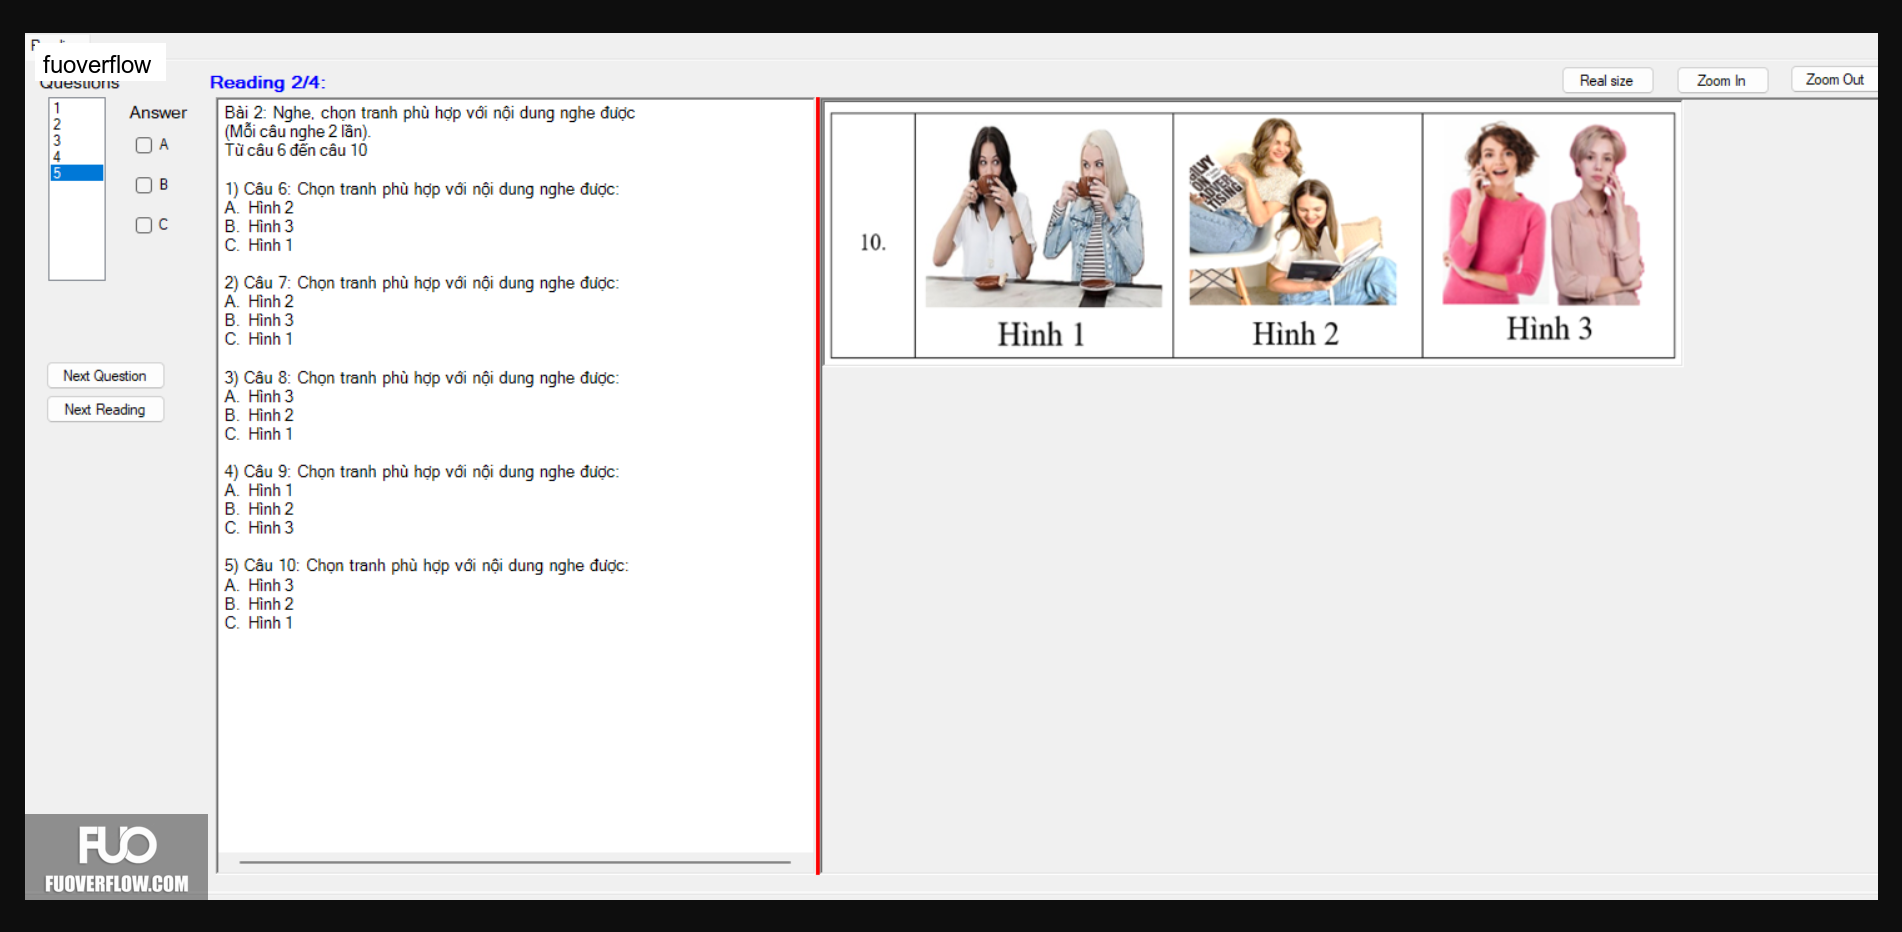 fuoverflow
Questions
Reading 2/4:
Real size
Zoom In
Zoom Out
1
2
3
4
5
Answer
A
B
C
Next Question
Next Reading
Bài 2: Nghe, chọn tranh phù hợp với nội dung nghe được
(Mỗi câu nghe 2 lần).
Từ câu 6 đến câu 10
1) Câu 6: Chọn tranh phù hợp với nội dung nghe được:
A. Hình 2
B. Hình 3
C. Hình 1
2) Câu 7: Chọn tranh phù hợp với nội dung nghe được:
A. Hình 2
B. Hình 3
C. Hình 1
3) Câu 8: Chọn tranh phù hợp với nội dung nghe được:
A. Hình 3
B. Hình 2
C. Hình 1
4) Câu 9: Chọn tranh phù hợp với nội dung nghe được:
A. Hình 1
B. Hình 2
C. Hình 3
5) Câu 10: Chọn tranh phù hợp với nội dung nghe được:
A. Hình 3
B. Hình 2
C. Hình 1
10.
Hình 1
Hình 2
Hình 3
FUO
FUOVERFLOW.COM